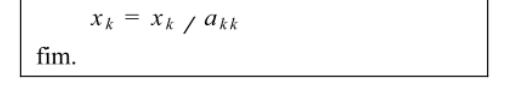 x_k = x_k / a_kk
fim.